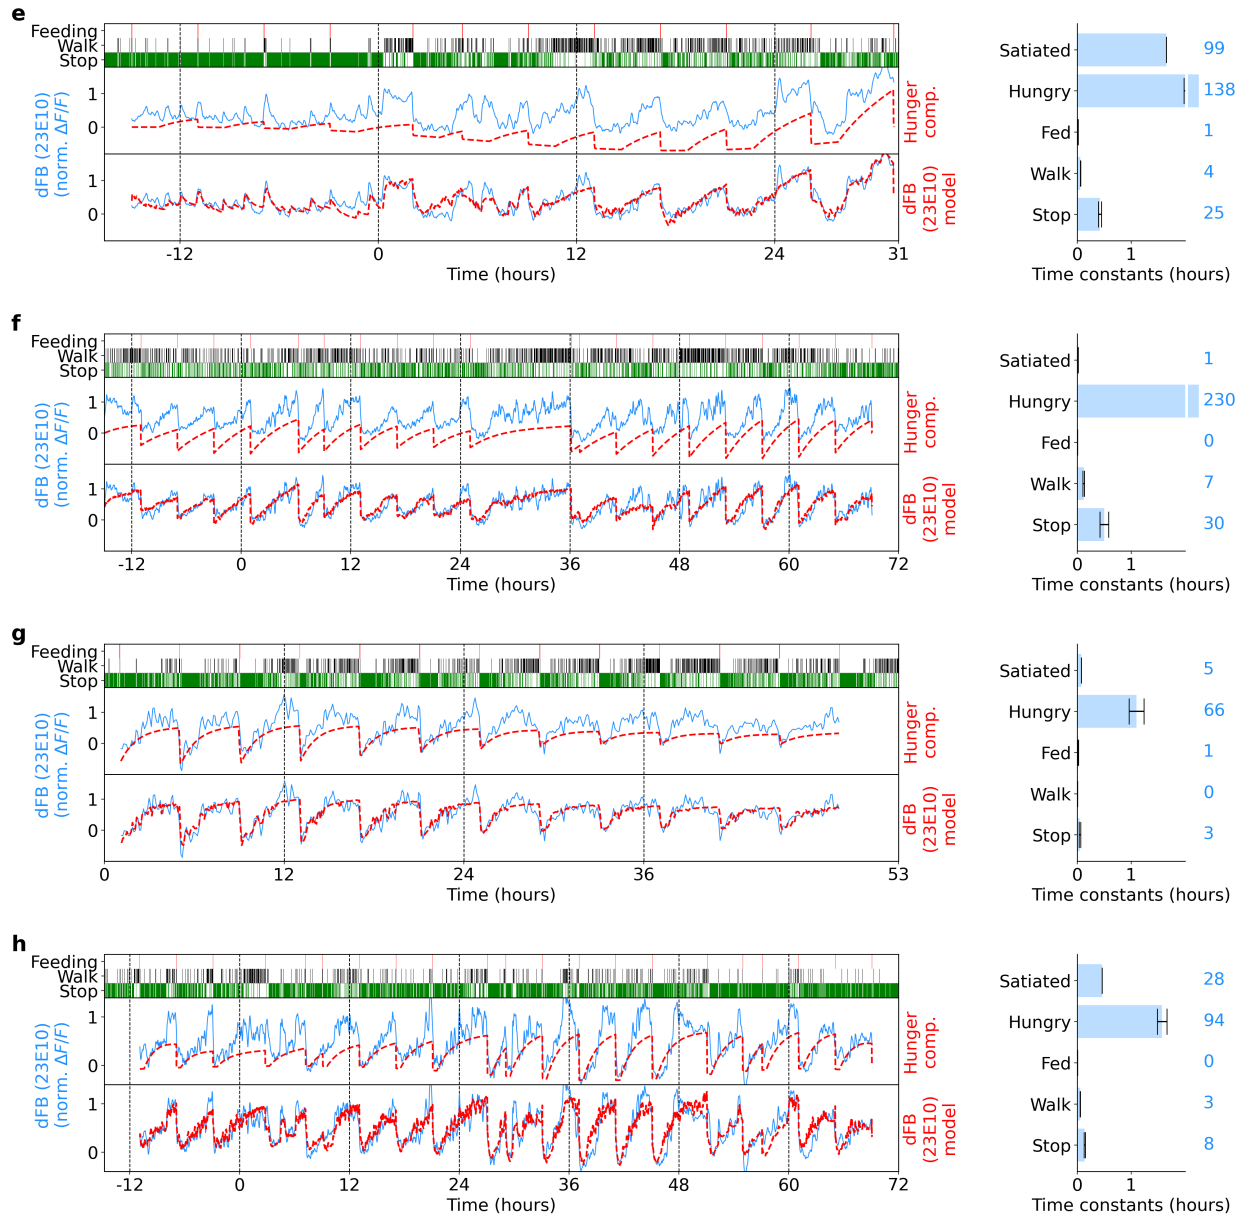 e
Feeding
Walk
Stop
1
0
1
0
dFB (23E10)
(norm. ΔF/F)
Hunger
comp.
dFB
(23E10)
model
-12
0
12
24
31
Time (hours)
Satiated
99
Hungry
138
Fed
1
Walk
4
Stop
25
0
1
Time constants (hours)
f
Feeding
Walk
Stop
1
0
1
0
dFB (23E10)
(norm. ΔF/F)
Hunger
comp.
dFB
(23E10)
model
-12
0
12
24
36
48
60
72
Time (hours)
Satiated
1
Hungry
230
Fed
0
Walk
7
Stop
30
0
1
Time constants (hours)
g
Feeding
Walk
Stop
1
0
1
0
dFB (23E10)
(norm. ΔF/F)
Hunger
comp.
dFB
(23E10)
model
0
12
24
36
53
Time (hours)
Satiated
5
Hungry
66
Fed
1
Walk
0
Stop
3
0
1
Time constants (hours)
h
Feeding
Walk
Stop
1
0
1
0
dFB (23E10)
(norm. ΔF/F)
Hunger
comp.
dFB
(23E10)
model
-12
0
12
24
36
48
60
72
Time (hours)
Satiated
28
Hungry
94
Fed
0
Walk
3
Stop
8
0
1
Time constants (hours)